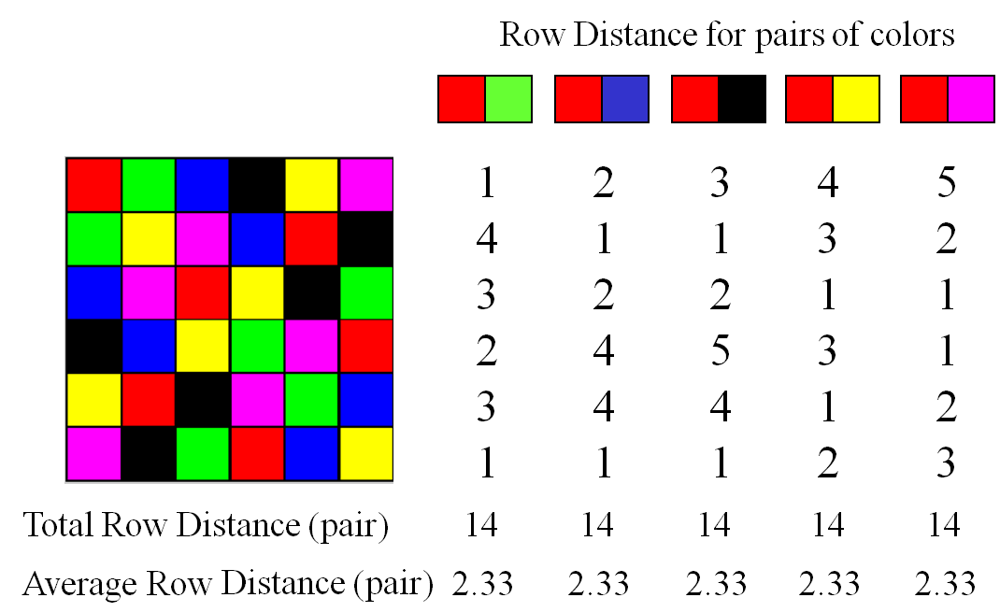 Row Distance for pairs of colors
1 2 3 4 5
4 1 1 3 2
3 2 2 1 1
2 4 5 3 1
3 4 4 1 2
1 1 1 2 3
Total Row Distance (pair) 14 14 14 14 14
Average Row Distance (pair) 2.33 2.33 2.33 2.33 2.33